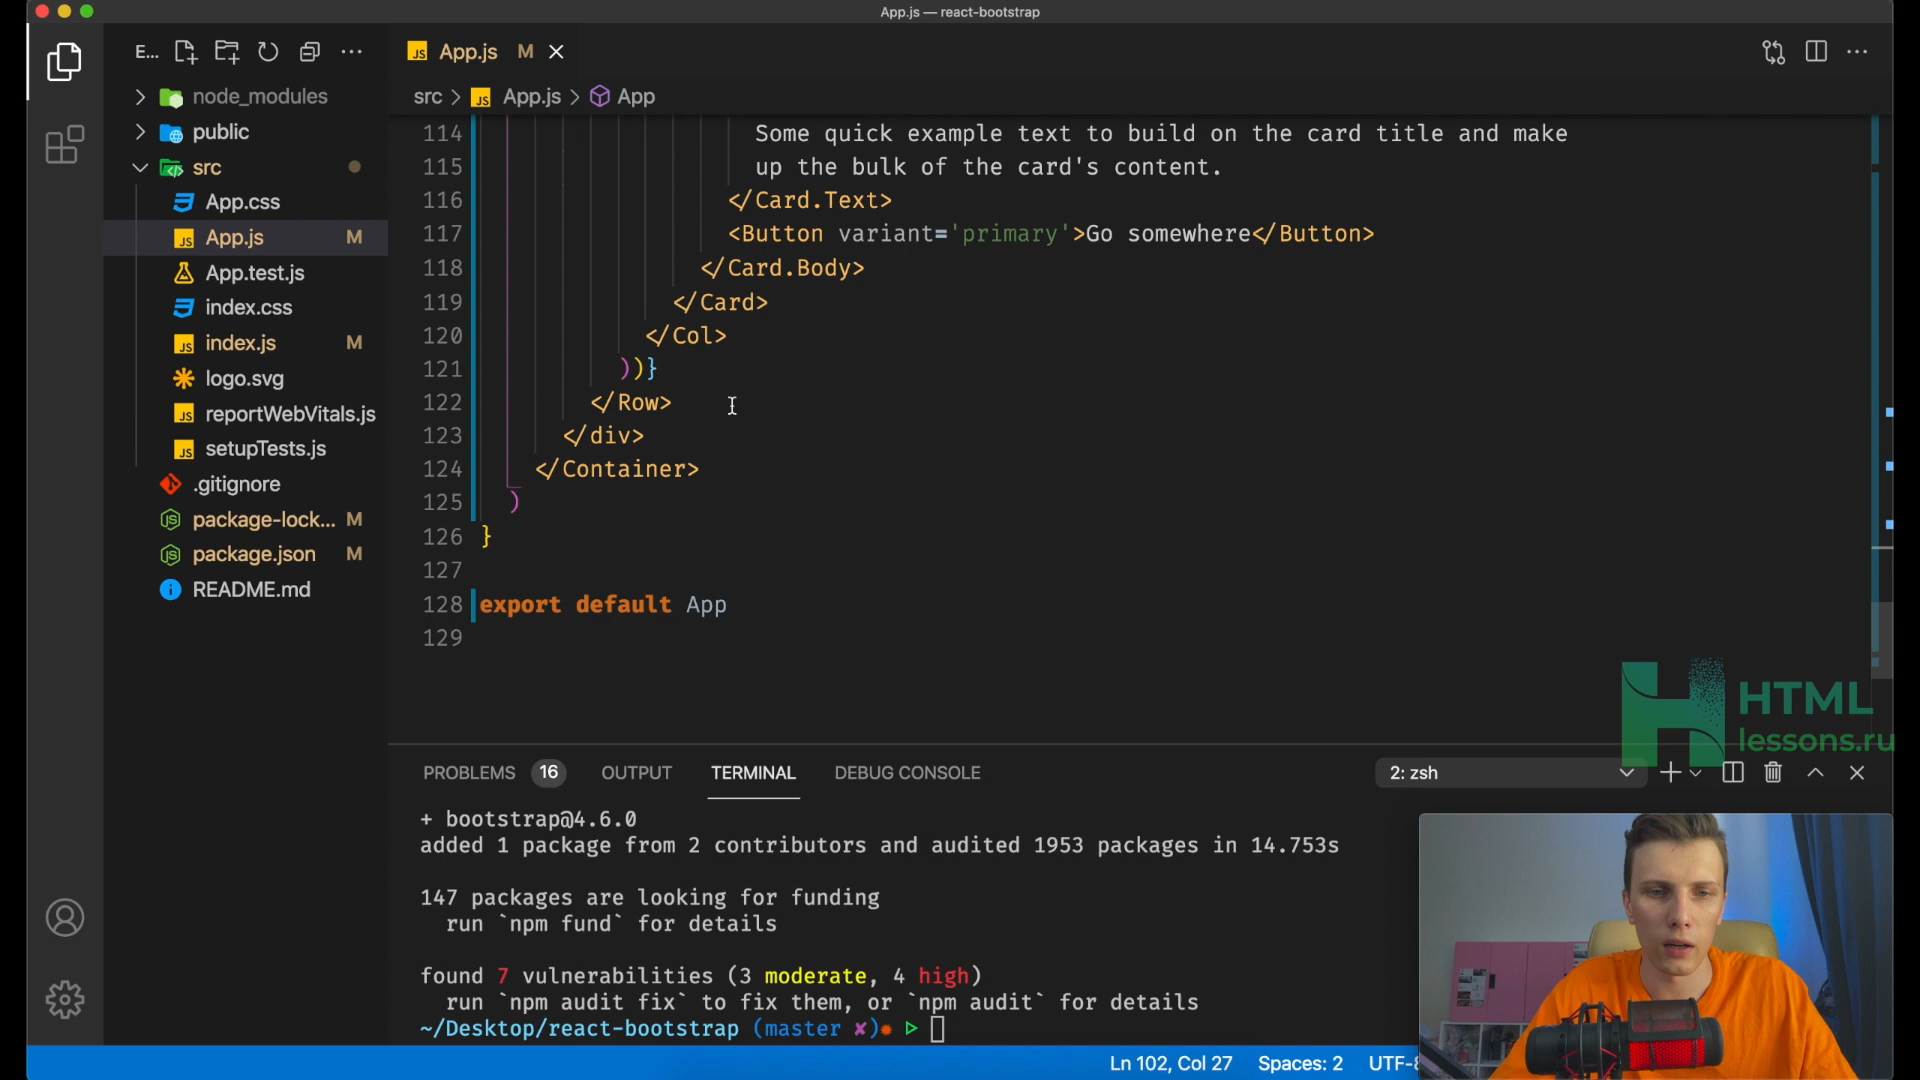 App.js — react-bootstrap
E...
App.js M
src > App.js > App
node_modules
public
src
App.css
App.js M
App.test.js
index.css
index.js M
logo.svg
reportWebVitals.js
setupTests.js
.gitignore
package-lock... M
package.json M
README.md
114 Some quick example text to build on the card title and make
115 up the bulk of the card's content.
116 </Card.Text>
117 <Button variant='primary'>Go somewhere</Button>
118 </Card.Body>
119 </Card>
120 </Col>
121 ))}
122 </Row>
123 </div>
124 </Container>
125 )
126 }
127
128 export default App
129
HTML
lessons.ru
PROBLEMS 16 OUTPUT TERMINAL DEBUG CONSOLE 2: zsh
+ bootstrap@4.6.0
added 1 package from 2 contributors and audited 1953 packages in 14.753s
147 packages are looking for funding
run `npm fund` for details
found 7 vulnerabilities (3 moderate, 4 high)
run `npm audit fix` to fix them, or `npm audit` for details
~/Desktop/react-bootstrap (master ✘)✹ ▷
Ln 102, Col 27 Spaces: 2 UTF-8